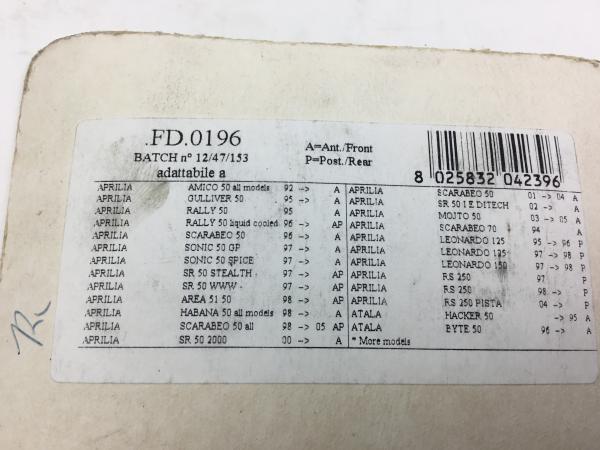 .FD.0196
BATCH n° 12/47/153
adattabile a
A=Ant./Front
P=Post./Rear
8 025832 042396
APRILIA AMICO 50 all models 92 -> A
APRILIA GULLIVER 50 95 -> A
APRILIA RALLY 50 95 A
APRILIA RALLY 50 liquid cooled 96 -> AP
APRILIA SCARABEO 50 96 -> A
APRILIA SONIC 50 GP 97 -> A
APRILIA SONIC 50 SPICE 97 -> A
APRILIA SR 50 STEALTH 97 -> AP
APRILIA SR 50 WWW 97 -> AP
APRILIA AREA 51 50 98 -> AP
APRILIA HABANA 50 all models 98 -> A
APRILIA SCARABEO 50 all 98 -> 05 AP
APRILIA SR 50 2000 00 -> A
APRILIA SCARABEO 50 01 -> 04 A
APRILIA SR 50 I E DITECH 02 -> A
APRILIA MOJTO 50 03 -> 05 A
APRILIA SCARABEO 70 94 A
APRILIA LEONARDO 125 95 -> 96 P
APRILIA LEONARDO 125 97 -> 98 P
APRILIA LEONARDO 150 97 -> 98 P
APRILIA RS 250 97 P
APRILIA RS 250 98 -> P
APRILIA RS 250 PISTA 04 -> P
ATALA HACKER 50 -> 95 A
ATALA BYTE 50 96 -> A
* More models